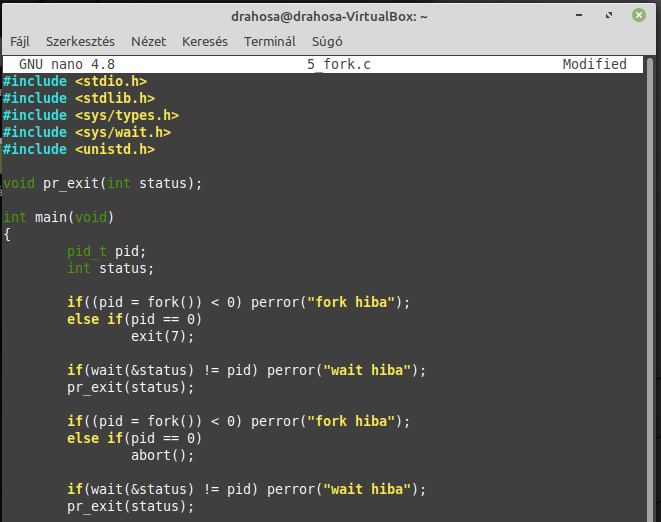 drahosa@drahosa-VirtualBox: ~
Fájl Szerkesztés Nézet Keresés Terminál Súgó
GNU nano 4.8 5_fork.c Modified
#include <stdio.h>
#include <stdlib.h>
#include <sys/types.h>
#include <sys/wait.h>
#include <unistd.h>

void pr_exit(int status);

int main(void)
{
        pid_t pid;
        int status;

        if((pid = fork()) < 0) perror("fork hiba");
        else if(pid == 0)
                exit(7);

        if(wait(&status) != pid) perror("wait hiba");
        pr_exit(status);

        if((pid = fork()) < 0) perror("fork hiba");
        else if(pid == 0)
                abort();

        if(wait(&status) != pid) perror("wait hiba");
        pr_exit(status);